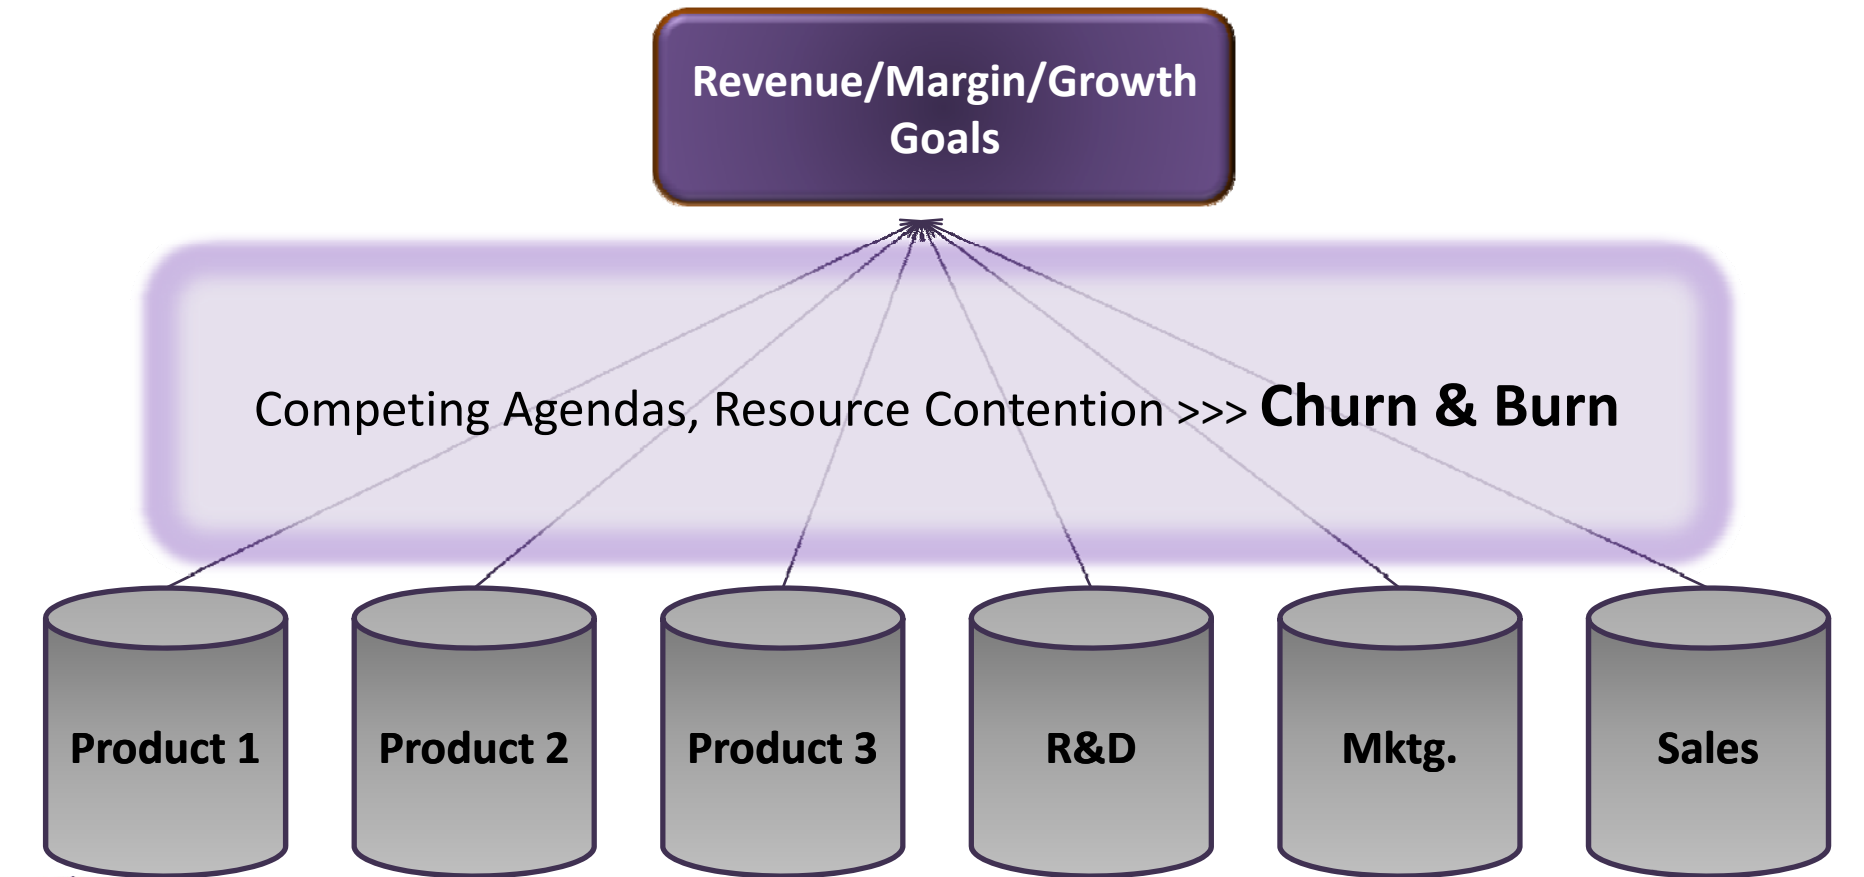 Revenue/Margin/Growth
Goals
Competing Agendas, Resource Contention >>> Churn & Burn
Product 1
Product 2
Product 3
R&D
Mktg.
Sales